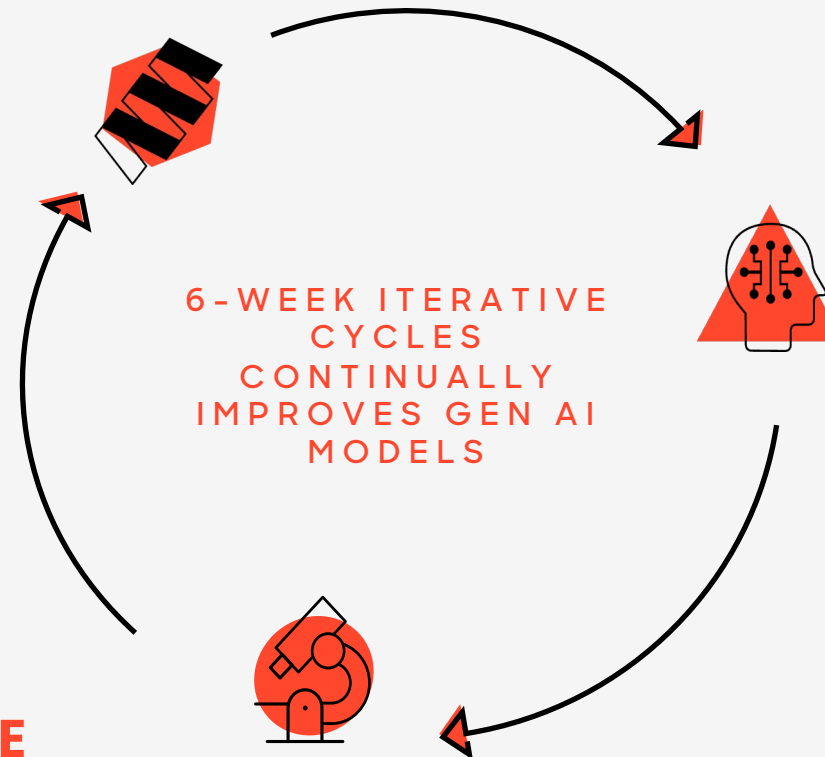 6-WEEK ITERATIVE
CYCLES
CONTINUALLY
IMPROVES GEN AI
MODELS
E